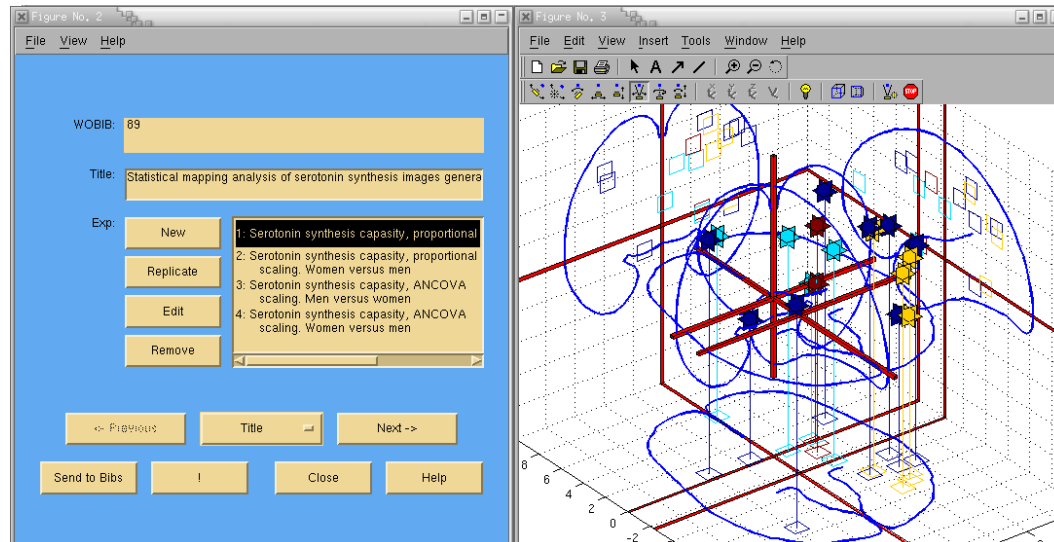 Figure No. 2
File View Help
WOBIB: 89
Title: Statistical mapping analysis of serotonin synthesis images genera
Exp:
New
Replicate
Edit
Remove
1: Serotonin synthesis capasity, proportional
2: Serotonin synthesis capasity, proportional
scaling. Women versus men
3: Serotonin synthesis capasity, ANCOVA
scaling. Men versus women
4: Serotonin synthesis capasity, ANCOVA
scaling. Women versus men
<- Previous
Title
Next ->
Send to Bibs
!
Close
Help
Figure No. 3
File Edit View Insert Tools Window Help
A
STOP
8
6
4
2
0
-2